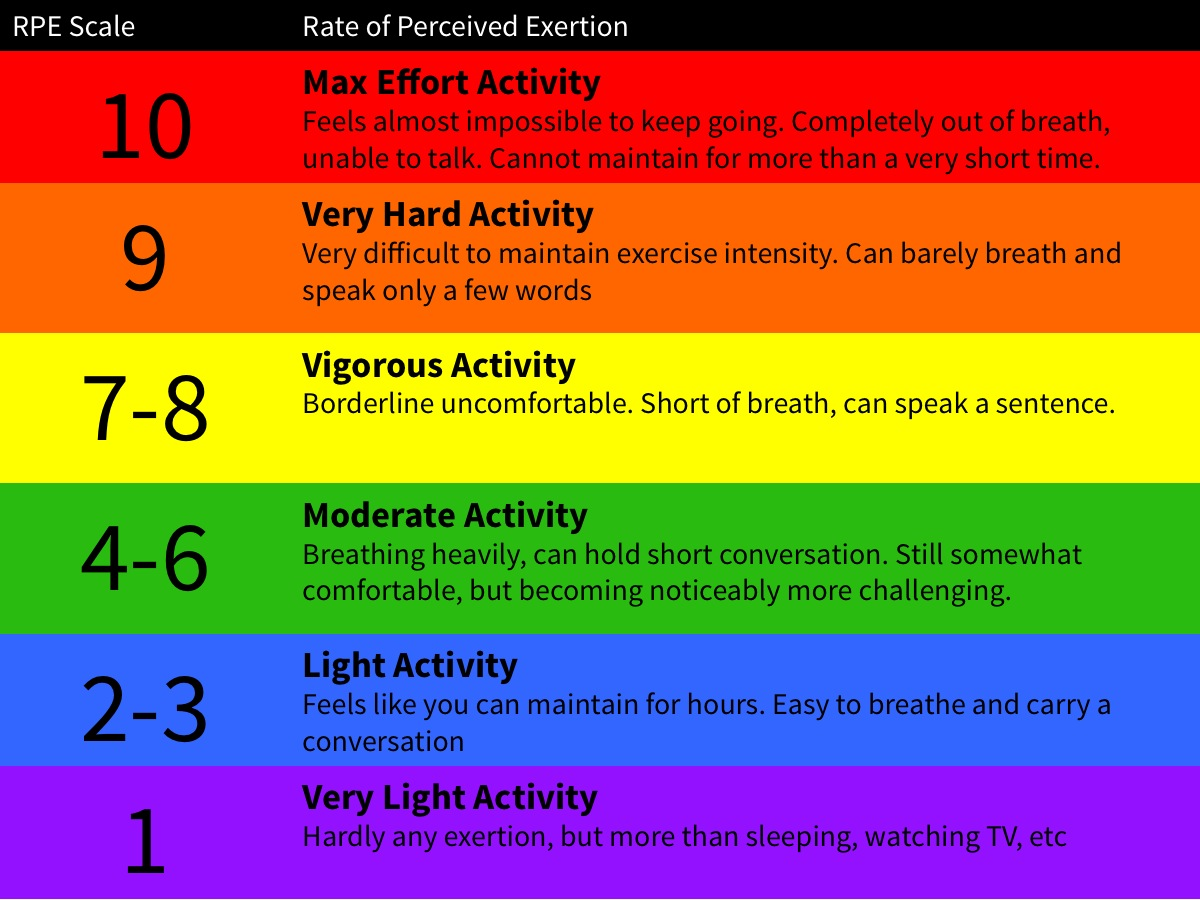 RPE Scale Rate of Perceived Exertion
10
Max Effort Activity
Feels almost impossible to keep going. Completely out of breath,
unable to talk. Cannot maintain for more than a very short time.
9
Very Hard Activity
Very difficult to maintain exercise intensity. Can barely breath and
speak only a few words
7-8
Vigorous Activity
Borderline uncomfortable. Short of breath, can speak a sentence.
4-6
Moderate Activity
Breathing heavily, can hold short conversation. Still somewhat
comfortable, but becoming noticeably more challenging.
2-3
Light Activity
Feels like you can maintain for hours. Easy to breathe and carry a
conversation
1
Very Light Activity
Hardly any exertion, but more than sleeping, watching TV, etc